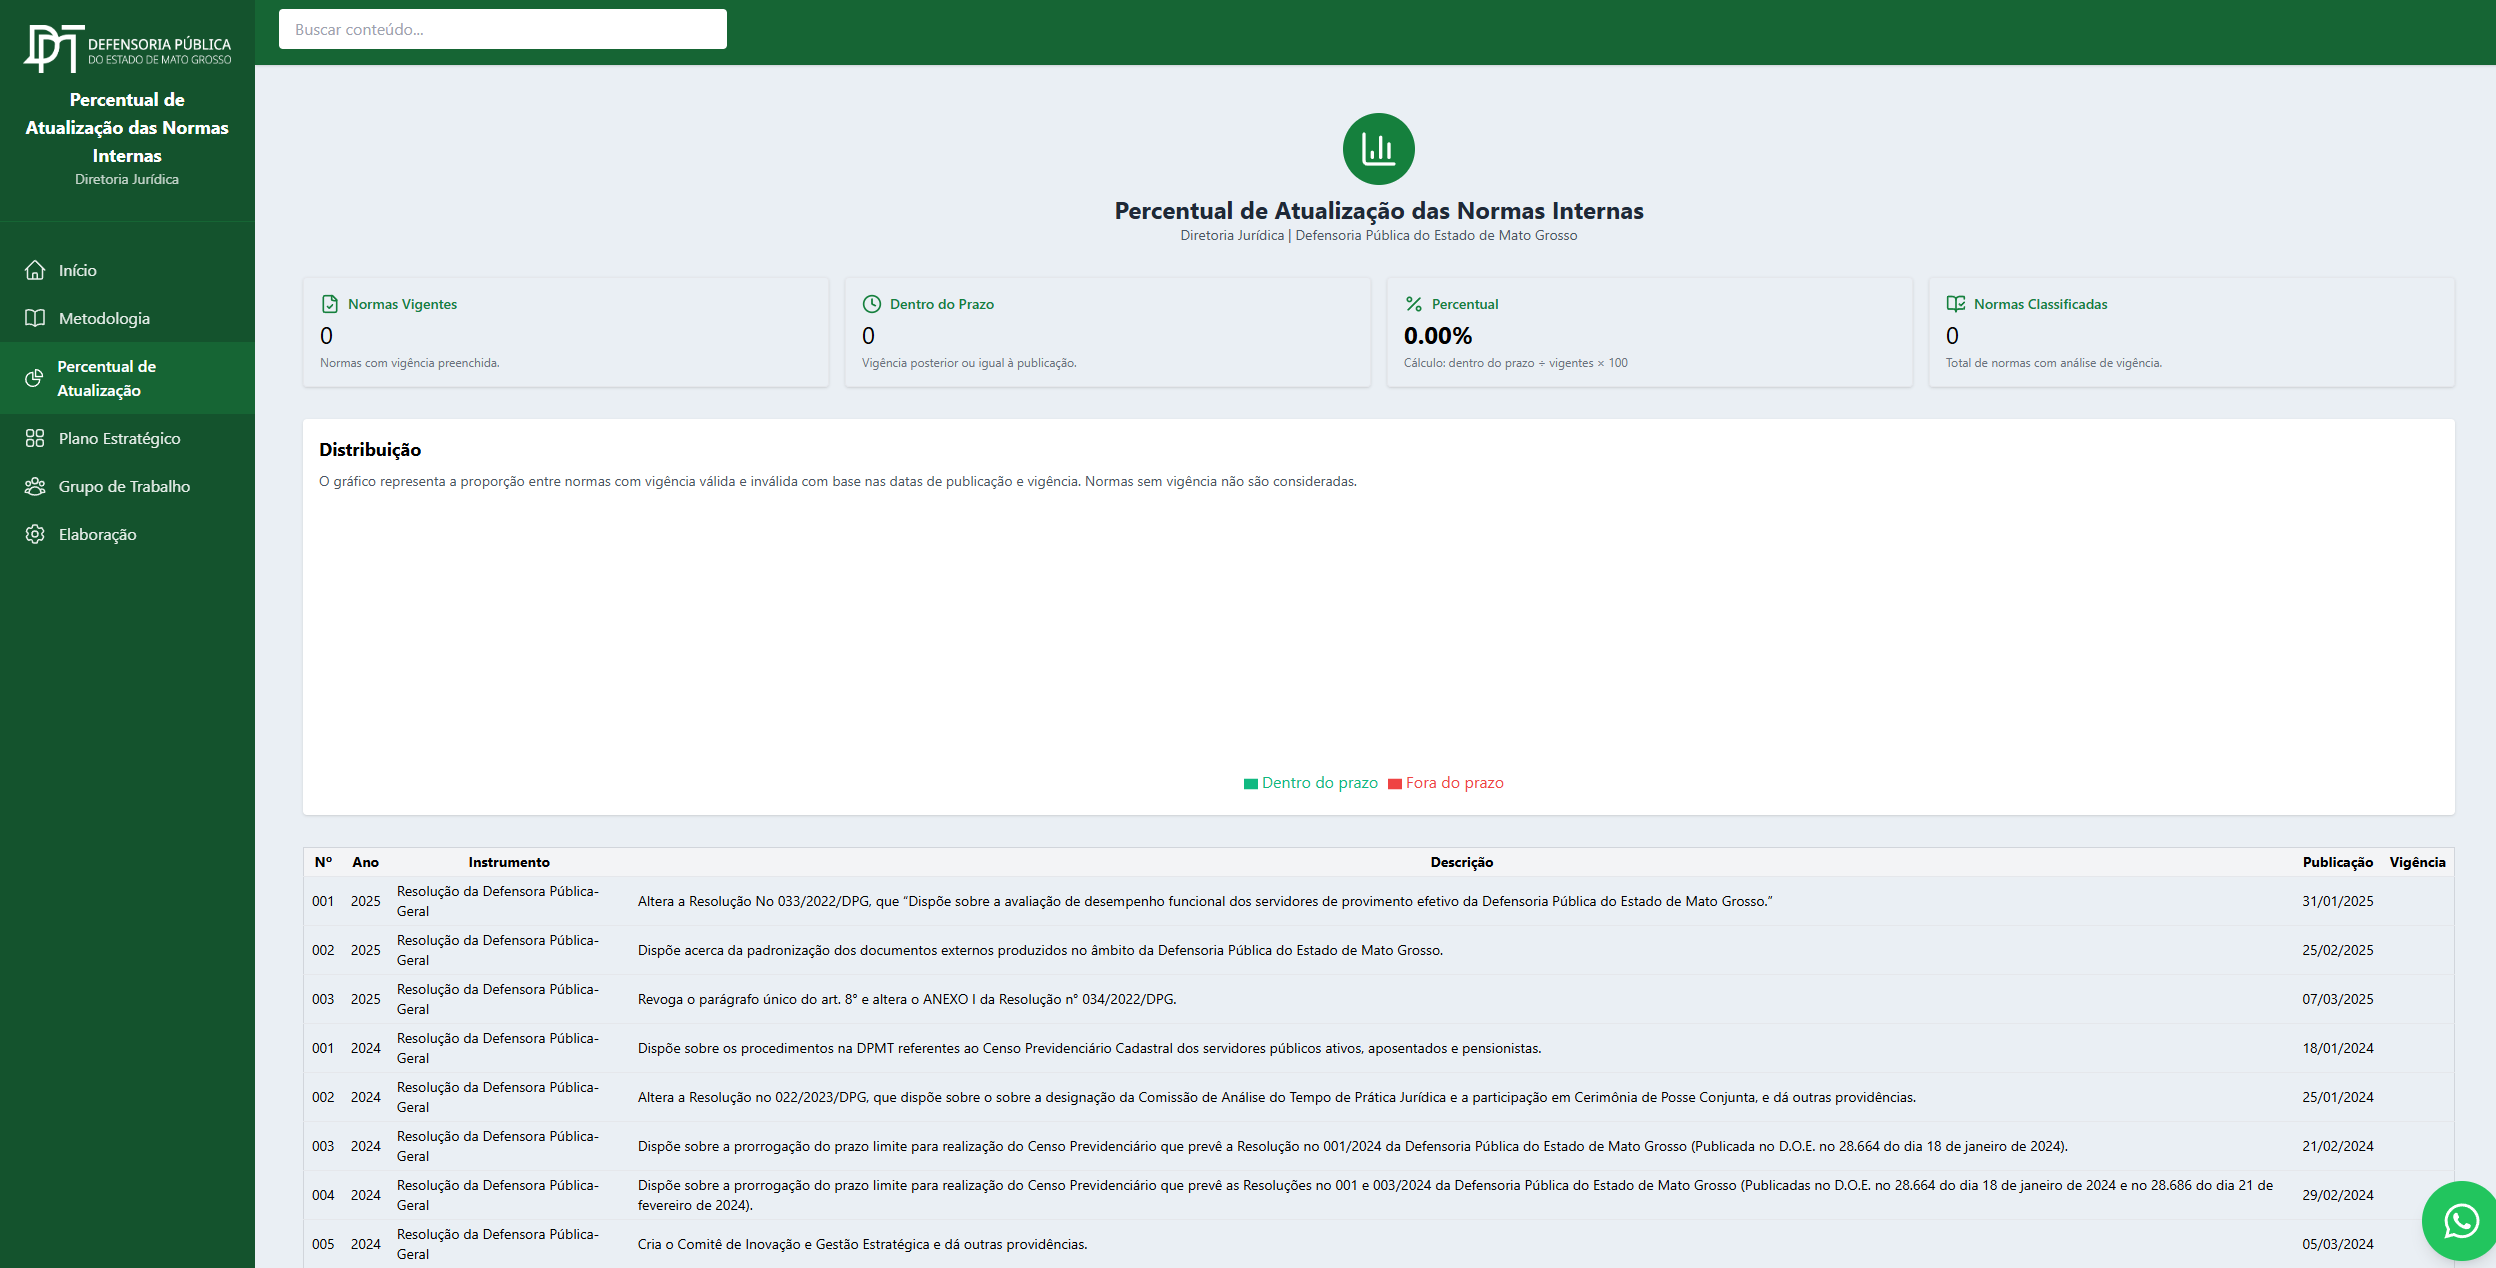 DPT DEFENSORIA PÚBLICA
DO ESTADO DE MATO GROSSO
Percentual de
Atualização das Normas
Internas
Diretoria Jurídica
Início
Metodologia
Percentual de
Atualização
Plano Estratégico
Grupo de Trabalho
Elaboração
Buscar conteúdo...
Percentual de Atualização das Normas Internas
Diretoria Jurídica | Defensoria Pública do Estado de Mato Grosso
Normas Vigentes
0
Normas com vigência preenchida.
Dentro do Prazo
0
Vigência posterior ou igual à publicação.
Percentual
0.00%
Cálculo: dentro do prazo ÷ vigentes × 100
Normas Classificadas
0
Total de normas com análise de vigência.
Distribuição
O gráfico representa a proporção entre normas com vigência válida e inválida com base nas datas de publicação e vigência. Normas sem vigência não são consideradas.
Dentro do prazo Fora do prazo
Nº Ano Instrumento Descrição Publicação Vigência
001 2025 Resolução da Defensora Pública-
Geral
Altera a Resolução No 033/2022/DPG, que “Dispõe sobre a avaliação de desempenho funcional dos servidores de provimento efetivo da Defensoria Pública do Estado de Mato Grosso.” 31/01/2025
002 2025 Resolução da Defensora Pública-
Geral
Dispõe acerca da padronização dos documentos externos produzidos no âmbito da Defensoria Pública do Estado de Mato Grosso. 25/02/2025
003 2025 Resolução da Defensora Pública-
Geral
Revoga o parágrafo único do art. 8° e altera o ANEXO I da Resolução n° 034/2022/DPG. 07/03/2025
001 2024 Resolução da Defensora Pública-
Geral
Dispõe sobre os procedimentos na DPMT referentes ao Censo Previdenciário Cadastral dos servidores públicos ativos, aposentados e pensionistas. 18/01/2024
002 2024 Resolução da Defensora Pública-
Geral
Altera a Resolução no 022/2023/DPG, que dispõe sobre o sobre a designação da Comissão de Análise do Tempo de Prática Jurídica e a participação em Cerimônia de Posse Conjunta, e dá outras providências. 25/01/2024
003 2024 Resolução da Defensora Pública-
Geral
Dispõe sobre a prorrogação do prazo limite para realização do Censo Previdenciário que prevê a Resolução no 001/2024 da Defensoria Pública do Estado de Mato Grosso (Publicada no D.O.E. no 28.664 do dia 18 de janeiro de 2024). 21/02/2024
004 2024 Resolução da Defensora Pública-
Geral
Dispõe sobre a prorrogação do prazo limite para realização do Censo Previdenciário que prevê as Resoluções no 001 e 003/2024 da Defensoria Pública do Estado de Mato Grosso (Publicadas no D.O.E. no 28.664 do dia 18 de janeiro de 2024 e no 28.686 do dia 21 de
fevereiro de 2024). 29/02/2024
005 2024 Resolução da Defensora Pública-
Geral
Cria o Comitê de Inovação e Gestão Estratégica e dá outras providências. 05/03/2024